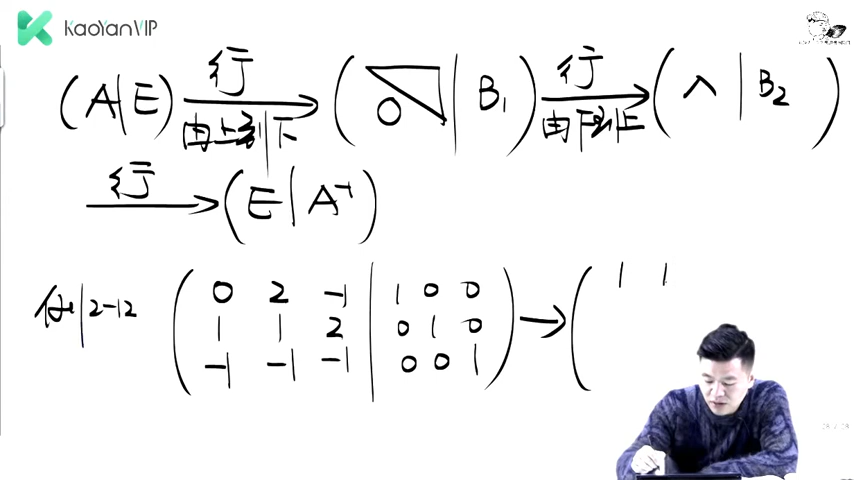 KaoYanVIP
(A|E) 行 由上到下 ( 0 | B₁ ) 行 由下到上 ( Λ | B₂ )
行 (E|A⁻¹)
例2-12 ( 0 2 -1 | 1 0 0 ) → ( 1 1
1 1 2 | 0 1 0
-1 -1 -1 | 0 0 1